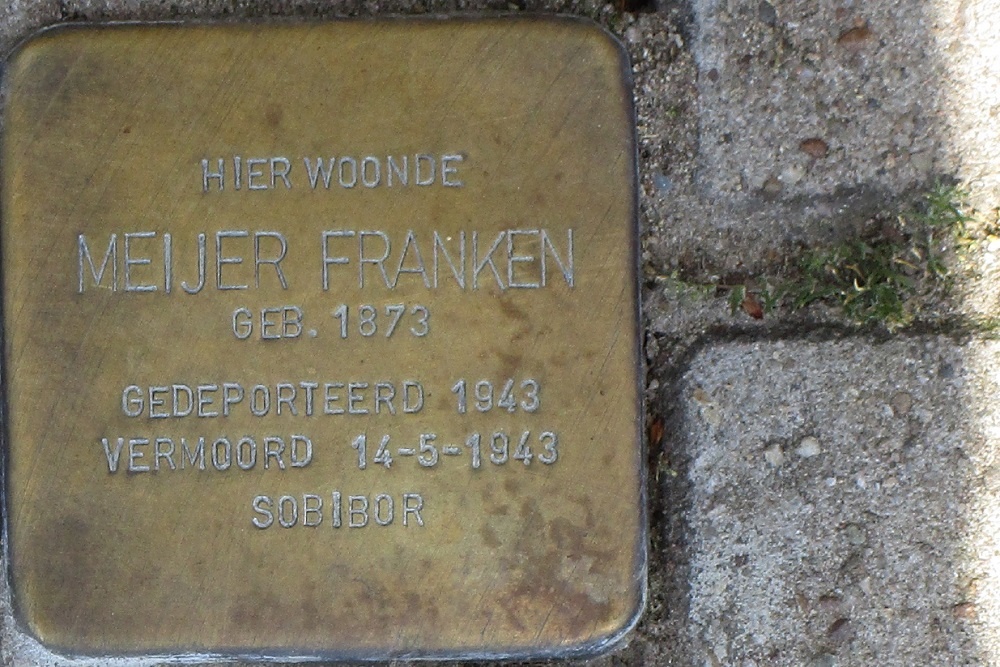 HIER WOONDE
MEIJER FRANKEN
GEB. 1873
GEDEPORTEERD 1943
VERMOORD 14-5-1943
SOBIBOR